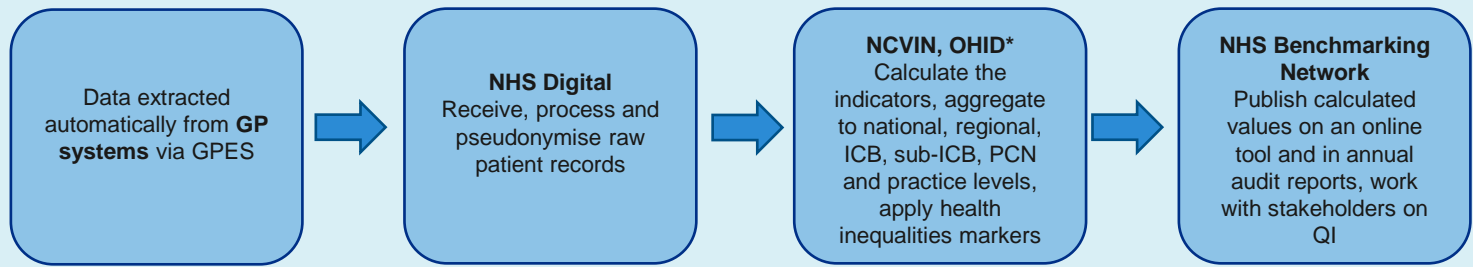 Data extracted
automatically from GP
systems via GPES
NHS Digital
Receive, process and
pseudonymise raw
patient records
NCVIN, OHID*
Calculate the
indicators, aggregate
to national, regional,
ICB, sub-ICB, PCN
and practice levels,
apply health
inequalities markers
NHS Benchmarking
Network
Publish calculated
values on an online
tool and in annual
audit reports, work
with stakeholders on
QI